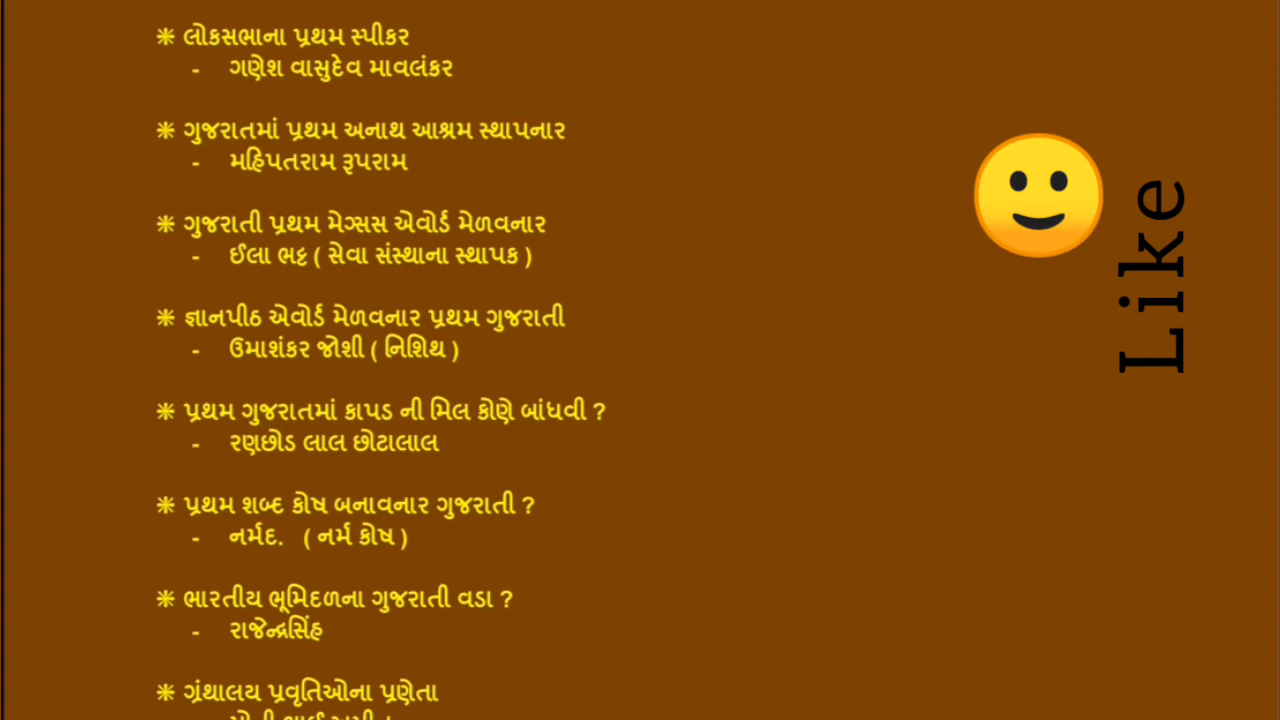 ✳ લોકસભાના પ્રથમ સ્પીકર
- ગણેશ વાસુદેવ માવલંકર
✳ ગુજરાતમાં પ્રથમ અનાથ આશ્રમ સ્થાપનાર
- મહિપતરામ રૂપરામ
✳ ગુજરાતી પ્રથમ મેગ્સસ એવોર્ડ મેળવનાર
- ઈલા ભટ્ટ ( સેવા સંસ્થાના સ્થાપક )
✳ જ્ઞાનપીઠ એવોર્ડ મેળવનાર પ્રથમ ગુજરાતી
- ઉમાશંકર જોશી ( નિશિથ )
✳ પ્રથમ ગુજરાતમાં કાપડ ની મિલ કોણે બાંધવી ?
- રણછોડ લાલ છોટાલાલ
✳ પ્રથમ શબ્દ કોષ બનાવનાર ગુજરાતી ?
- નર્મદ. ( નર્મ કોષ )
✳ ભારતીય ભૂમિદળના ગુજરાતી વડા ?
- રાજેન્દ્રસિંહ
✳ ગ્રંથાલય પ્રવૃતિઓના પ્રણેતા
Like